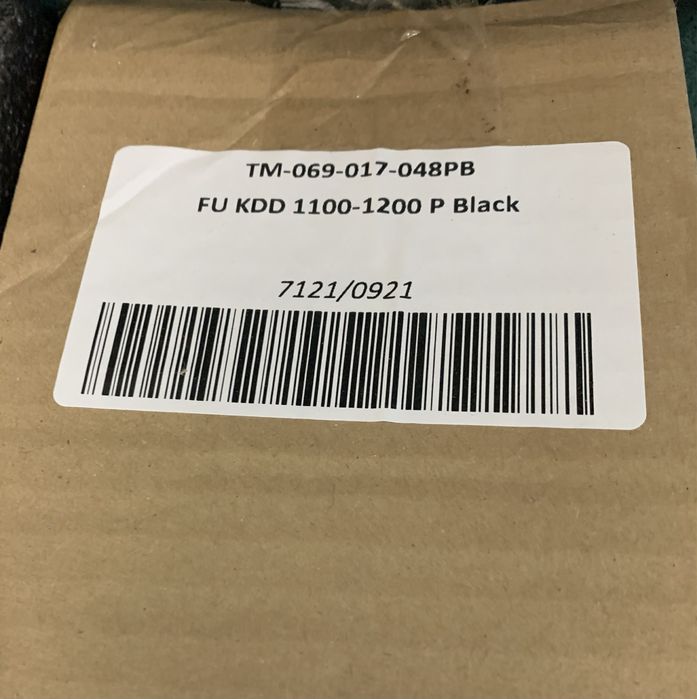 TM-069-017-048PB
FU KDD 1100-1200 P Black
7121/0921